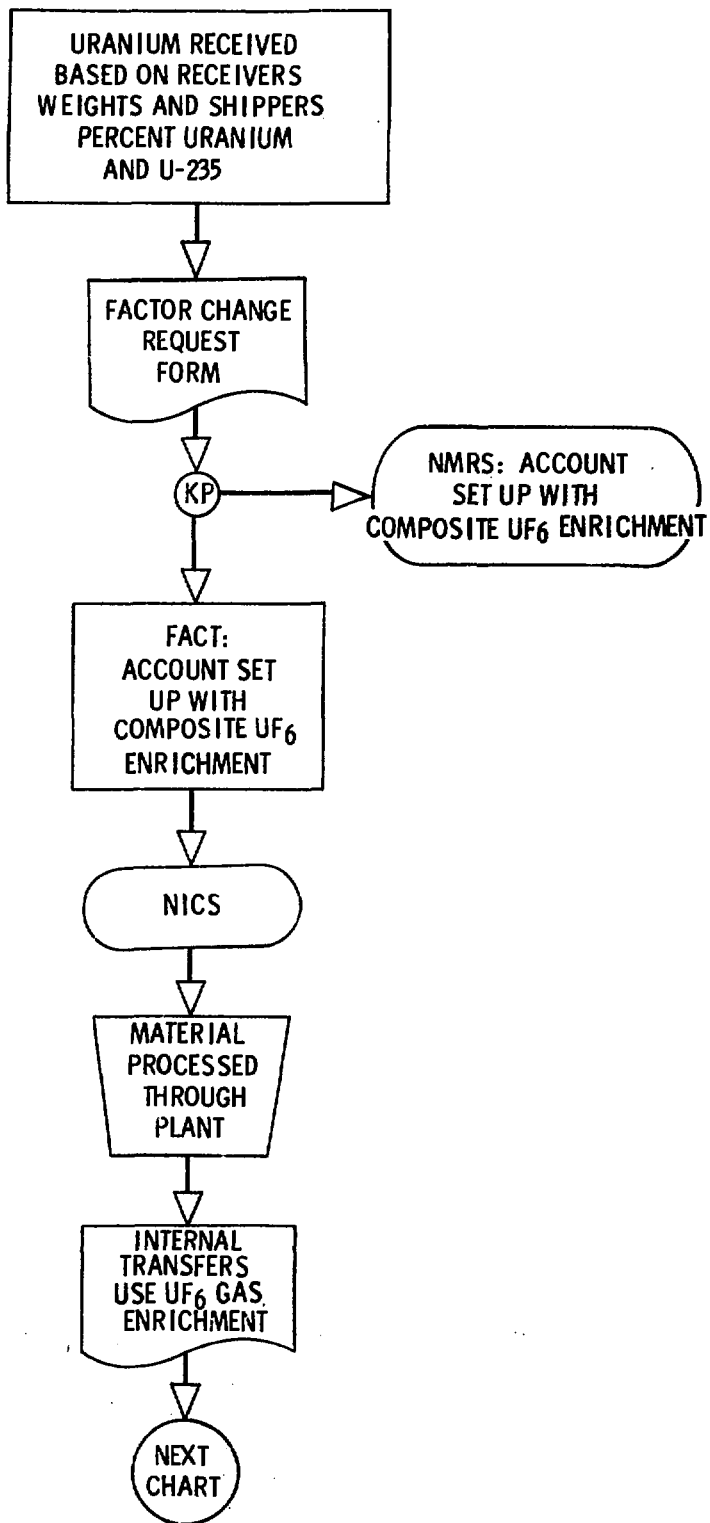 URANIUM RECEIVED
BASED ON RECEIVERS
WEIGHTS AND SHIPPERS
PERCENT URANIUM
AND U-235
FACTOR CHANGE
REQUEST
FORM
KP
NMRS: ACCOUNT
SET UP WITH
COMPOSITE UF6 ENRICHMENT
FACT:
ACCOUNT SET
UP WITH
COMPOSITE UF6
ENRICHMENT
NICS
MATERIAL
PROCESSED
THROUGH
PLANT
INTERNAL
TRANSFERS
USE UF6 GAS
ENRICHMENT
NEXT
CHART